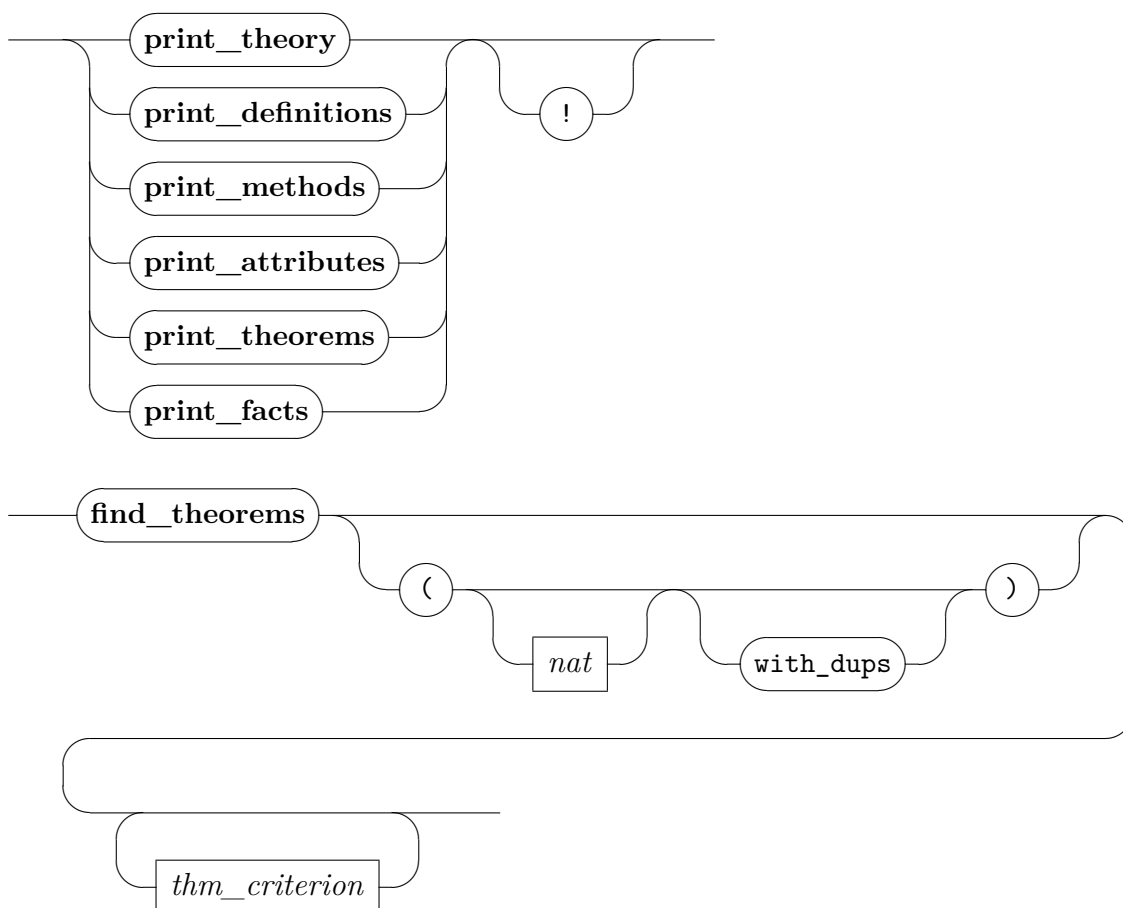 print_theory
print_definitions !
print_methods
print_attributes
print_theorems
print_facts
find_theorems
( )
nat with_dups
thm_criterion